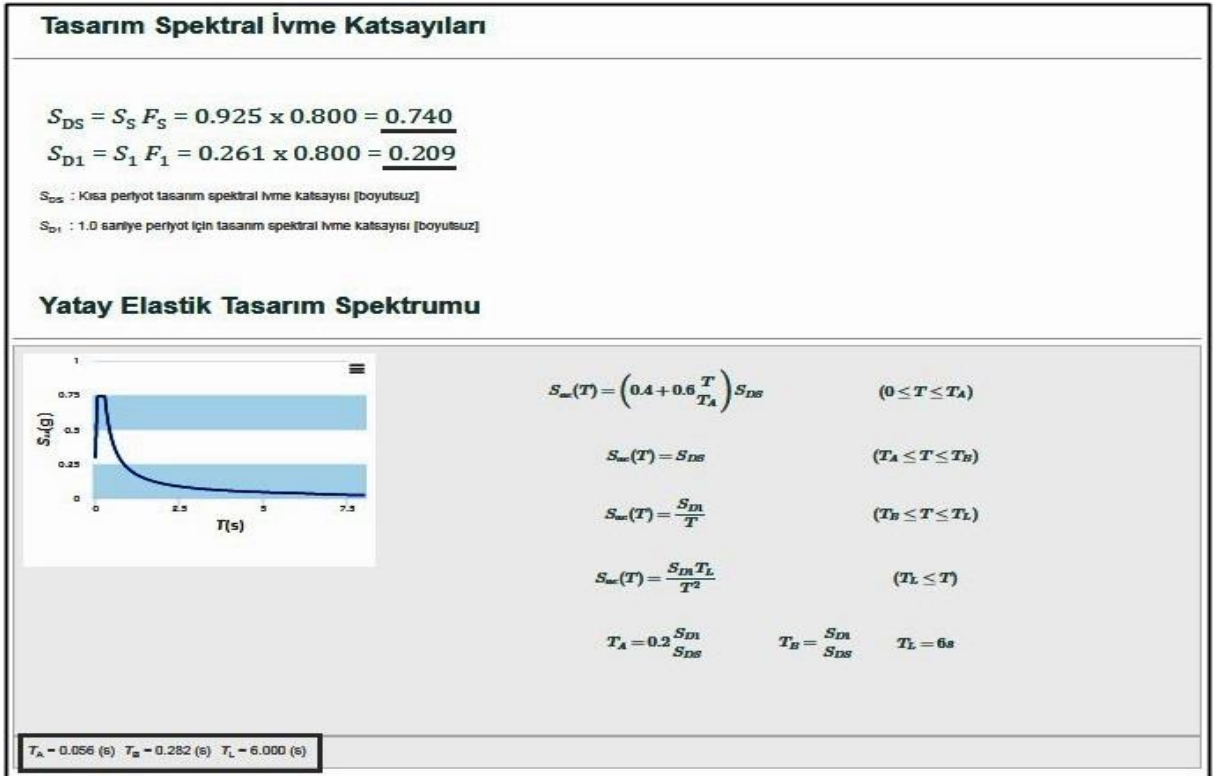 Tasarım Spektral İvme Katsayıları
S_DS = S_S F_S = 0.925 x 0.800 = 0.740
S_D1 = S_1 F_1 = 0.261 x 0.800 = 0.209
S_DS : Kısa periyot tasarım spektral ivme katsayısı [boyutsuz]
S_D1 : 1.0 saniye periyot için tasarım spektral ivme katsayısı [boyutsuz]
Yatay Elastik Tasarım Spektrumu
1
0.75
0.5
0.25
0
S_ae(g)
0 2.5 5 7.5
T(s)
S_ae(T) = (0.4 + 0.6 T/T_A) S_DS (0 ≤ T ≤ T_A)
S_ae(T) = S_DS (T_A ≤ T ≤ T_B)
S_ae(T) = S_D1/T (T_B ≤ T ≤ T_L)
S_ae(T) = S_D1 T_L/T² (T_L ≤ T)
T_A = 0.2 S_D1/S_DS T_B = S_D1/S_DS T_L = 6s
T_A = 0.056 (s) T_B = 0.282 (s) T_L = 6.000 (s)